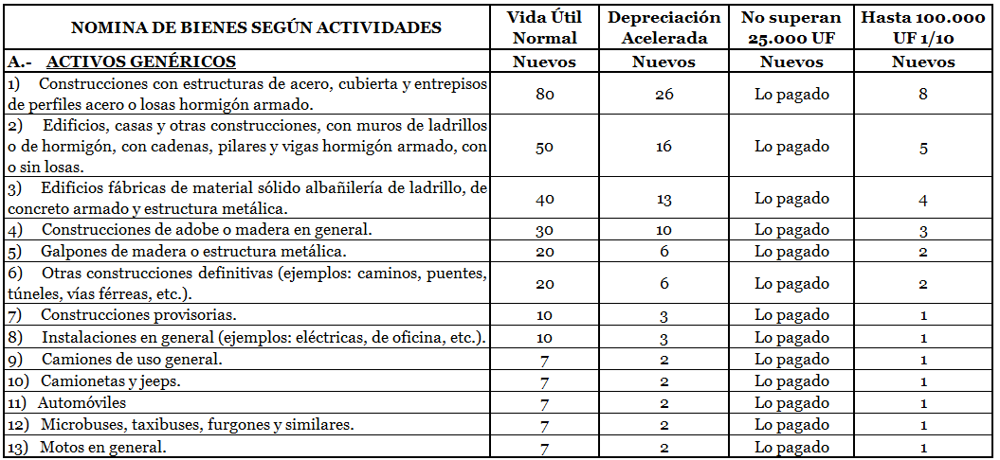 NOMINA DE BIENES SEGÚN ACTIVIDADES Vida Útil Normal Depreciación Acelerada No superan 25.000 UF Hasta 100.000 UF 1/10
A.- ACTIVOS GENÉRICOS Nuevos Nuevos Nuevos Nuevos
1) Construcciones con estructuras de acero, cubierta y entrepisos
de perfiles acero o losas hormigón armado. 80 26 Lo pagado 8
2) Edificios, casas y otras construcciones, con muros de ladrillos
o de hormigón, con cadenas, pilares y vigas hormigón armado, con
o sin losas. 50 16 Lo pagado 5
3) Edificios fábricas de material sólido albañilería de ladrillo, de
concreto armado y estructura metálica. 40 13 Lo pagado 4
4) Construcciones de adobe o madera en general. 30 10 Lo pagado 3
5) Galpones de madera o estructura metálica. 20 6 Lo pagado 2
6) Otras construcciones definitivas (ejemplos: caminos, puentes,
túneles, vías férreas, etc.). 20 6 Lo pagado 2
7) Construcciones provisorias. 10 3 Lo pagado 1
8) Instalaciones en general (ejemplos: eléctricas, de oficina, etc.). 10 3 Lo pagado 1
9) Camiones de uso general. 7 2 Lo pagado 1
10) Camionetas y jeeps. 7 2 Lo pagado 1
11) Automóviles 7 2 Lo pagado 1
12) Microbuses, taxibuses, furgones y similares. 7 2 Lo pagado 1
13) Motos en general. 7 2 Lo pagado 1